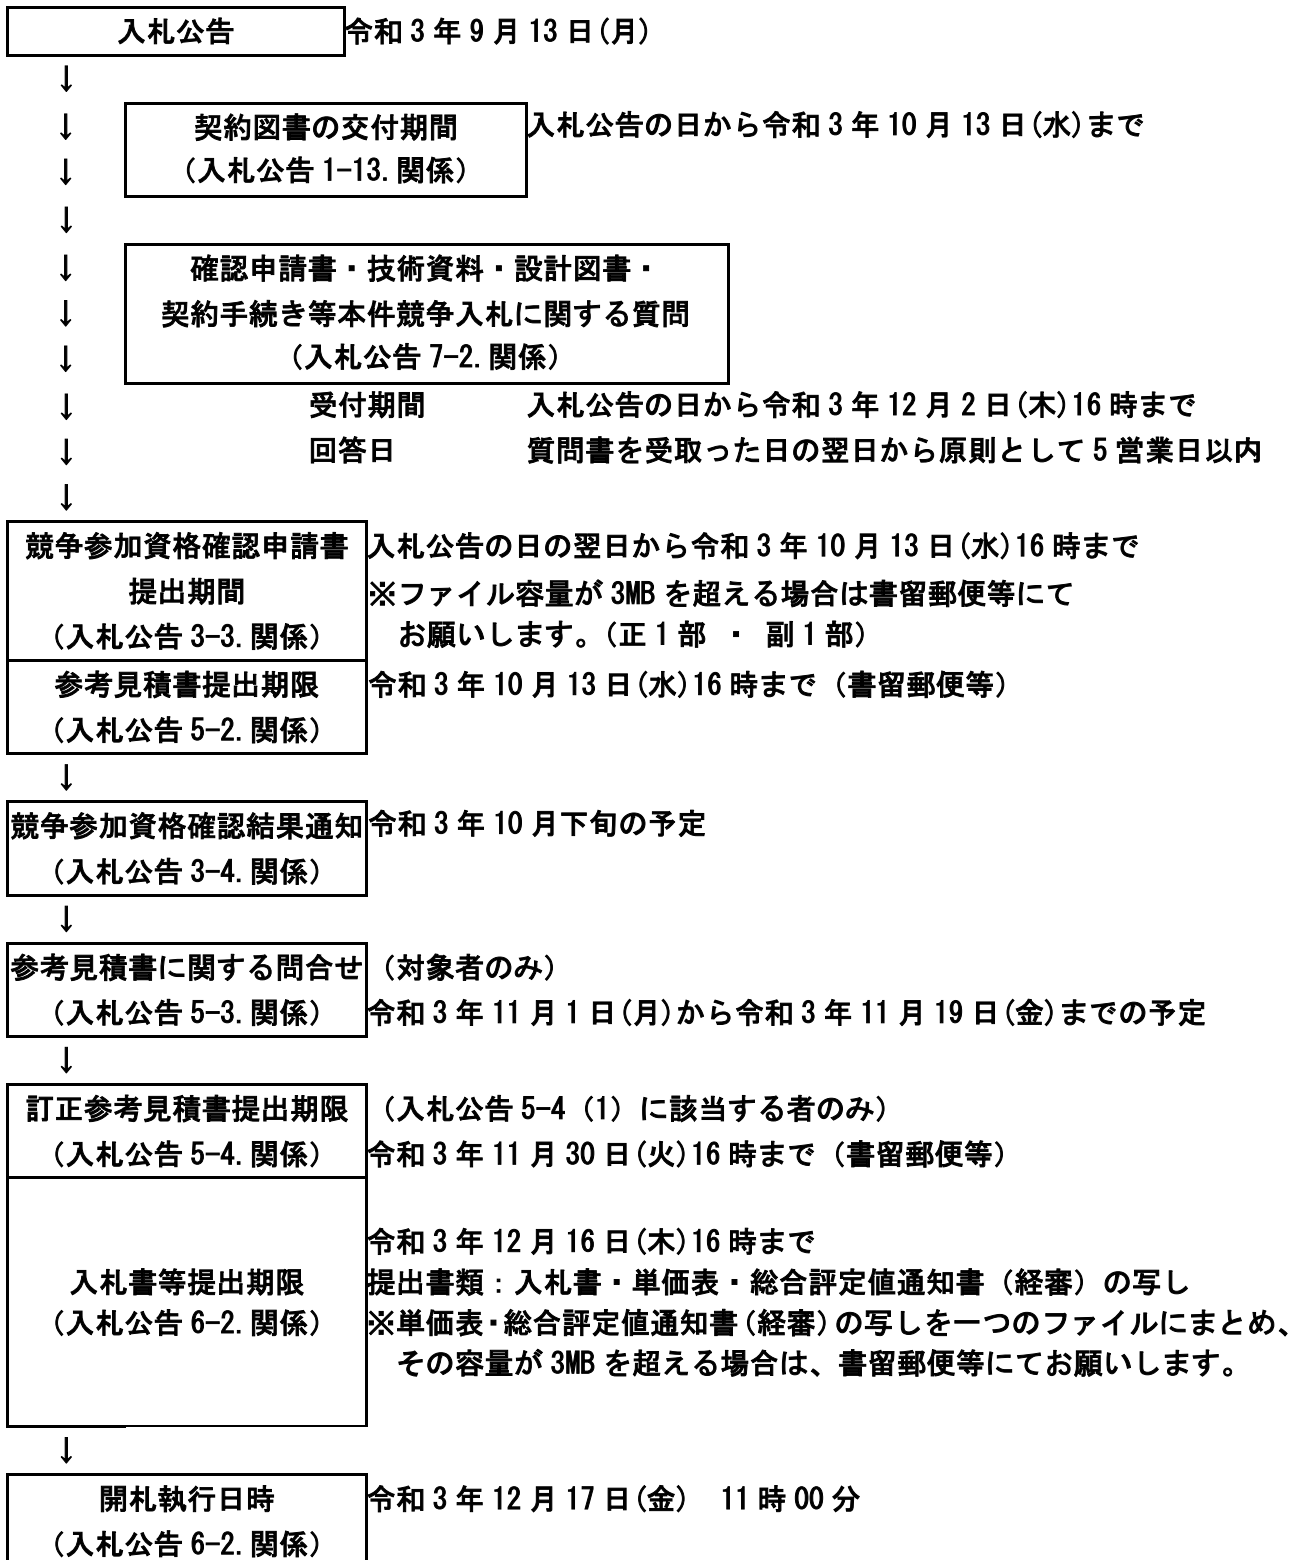 入札公告 令和3年9月13日(月)
↓
↓ 契約図書の交付期間 入札公告の日から令和3年10月13日(水)まで
↓ (入札公告1-13.関係)
↓
↓ 確認申請書・技術資料・設計図書・
↓ 契約手続き等本件競争入札に関する質問
↓ (入札公告7-2.関係)
↓ 受付期間 入札公告の日から令和3年12月2日(木)16時まで
↓ 回答日 質問書を受取った日の翌日から原則として5営業日以内
↓
競争参加資格確認申請書 入札公告の日の翌日から令和3年10月13日(水)16時まで
提出期間 ※ファイル容量が3MBを超える場合は書留郵便等にて
(入札公告3-3.関係) お願いします。(正1部 ・ 副1部)
参考見積書提出期限 令和3年10月13日(水)16時まで(書留郵便等)
(入札公告5-2.関係)
↓
競争参加資格確認結果通知 令和3年10月下旬の予定
(入札公告3-4.関係)
↓
参考見積書に関する問合せ (対象者のみ)
(入札公告5-3.関係) 令和3年11月1日(月)から令和3年11月19日(金)までの予定
↓
訂正参考見積書提出期限 (入札公告5-4(1)に該当する者のみ)
(入札公告5-4.関係) 令和3年11月30日(火)16時まで(書留郵便等)
令和3年12月16日(木)16時まで
入札書等提出期限 提出書類:入札書・単価表・総合評定値通知書(経審)の写し
(入札公告6-2.関係) ※単価表・総合評定値通知書(経審)の写しを一つのファイルにまとめ、
その容量が3MBを超える場合は、書留郵便等にてお願いします。
↓
開札執行日時 令和3年12月17日(金) 11時00分
(入札公告6-2.関係)